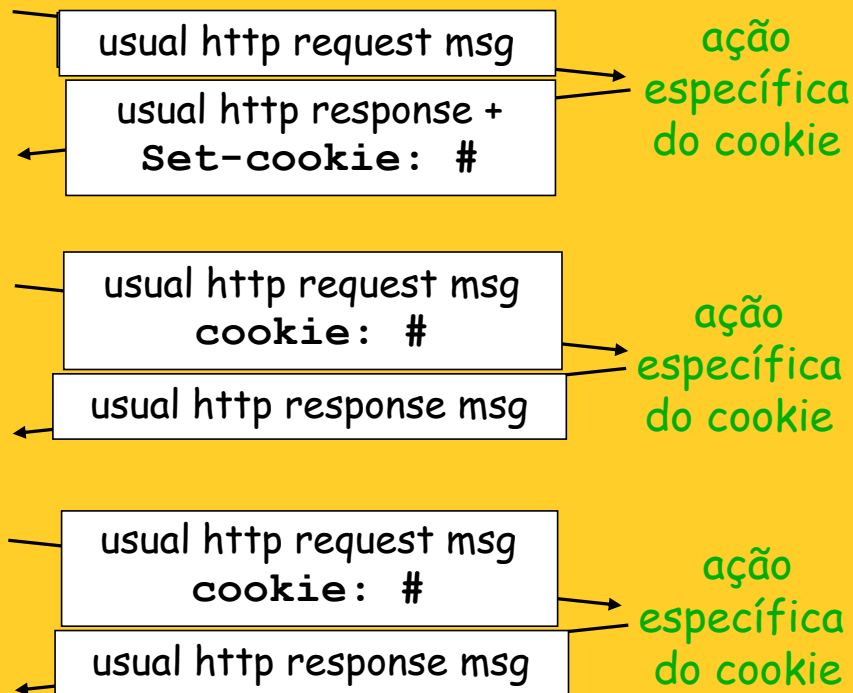 usual http request msg
usual http response +
Set-cookie: #
ação
específica
do cookie
usual http request msg
cookie: #
usual http response msg
ação
específica
do cookie
usual http request msg
cookie: #
usual http response msg
ação
específica
do cookie